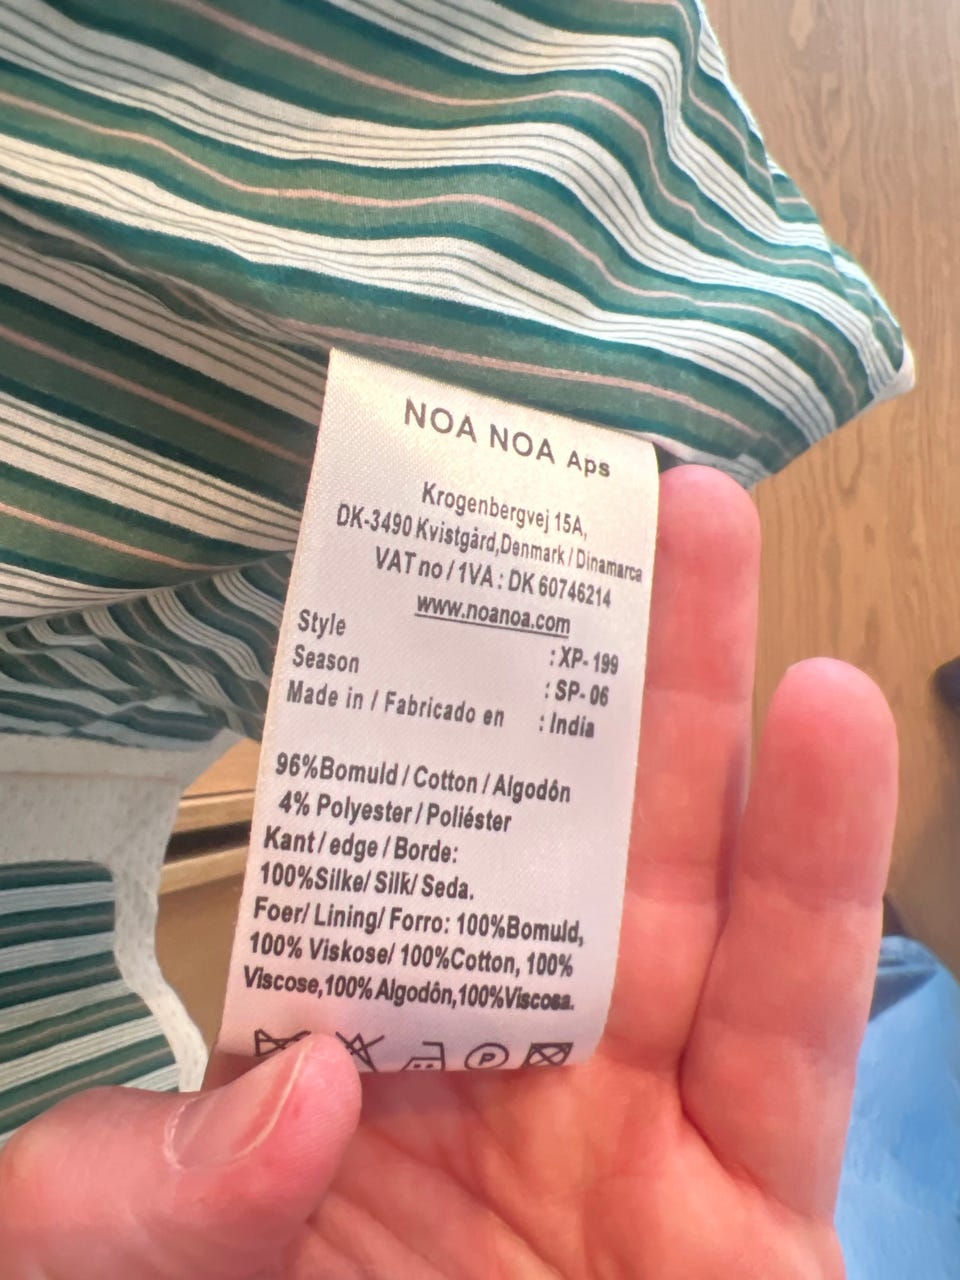 NOA NOA Aps
Krogenbergvej 15A,
DK-3490 Kvistgård,Denmark / Dinamarca
VAT no / 1VA : DK 60746214
www.noanoa.com
Style : XP- 199
Season : SP- 06
Made in / Fabricado en : India
96%Bomuld / Cotton / Algodôn
4% Polyester / Poliéster
Kant / edge / Borde:
100%Silke/ Silk/ Seda.
Foer/ Lining/ Forro: 100%Bomuld,
100% Viskose/ 100%Cotton, 100%
Viscose,100% Algodôn,100%Viscosa.
P